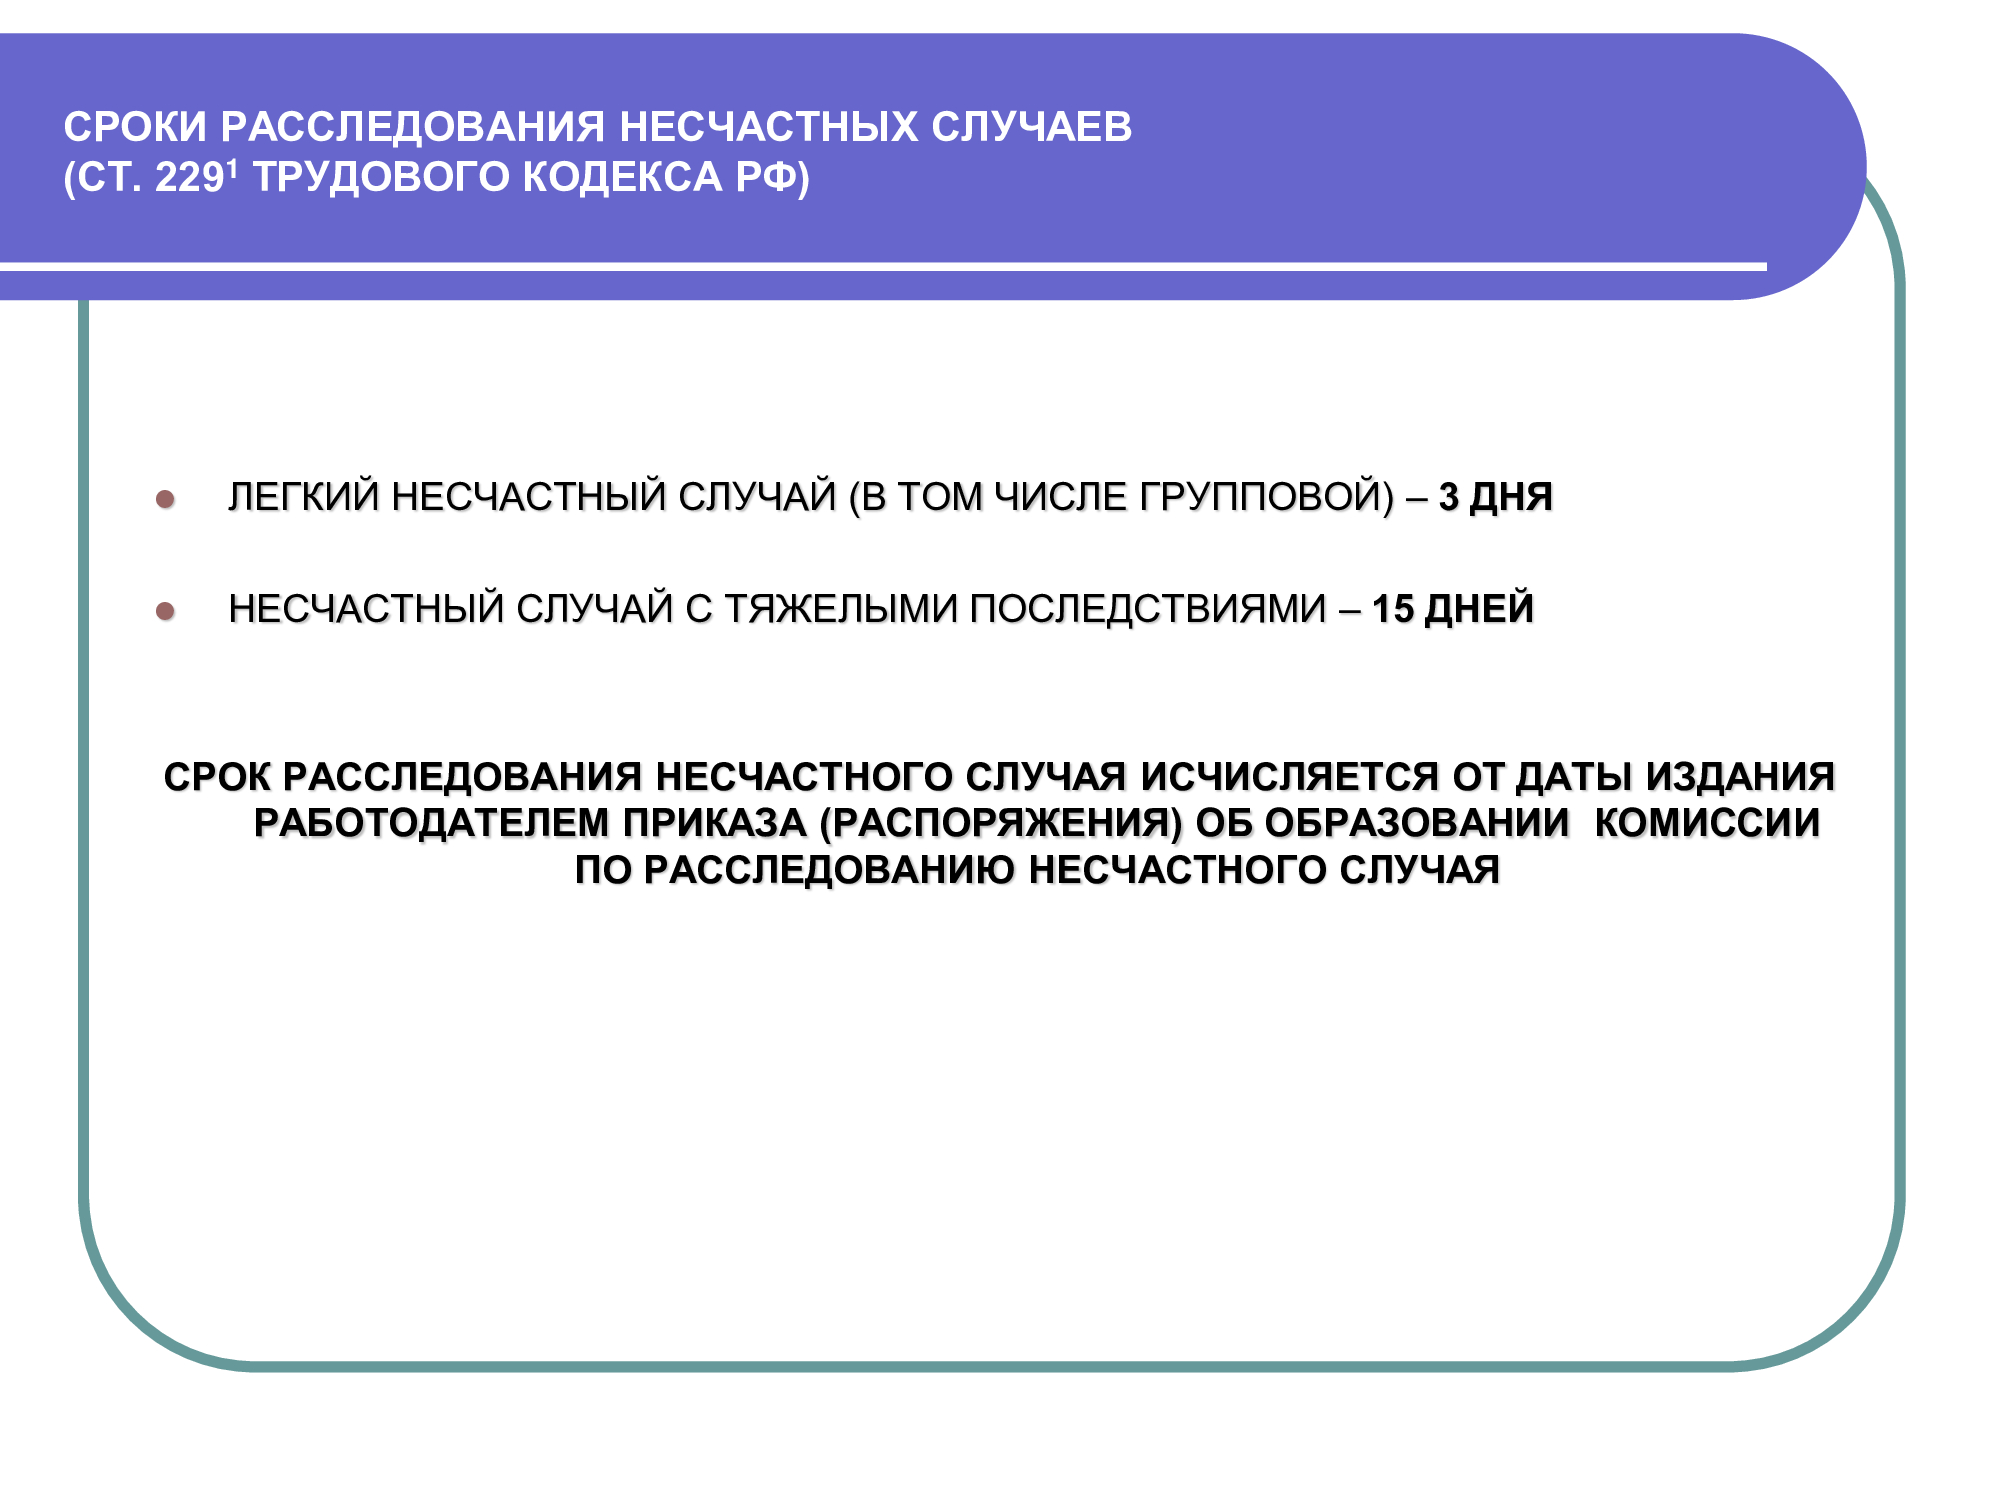 СРОКИ РАССЛЕДОВАНИЯ НЕСЧАСТНЫХ СЛУЧАЕВ
(СТ. 229¹ ТРУДОВОГО КОДЕКСА РФ)
● ЛЕГКИЙ НЕСЧАСТНЫЙ СЛУЧАЙ (В ТОМ ЧИСЛЕ ГРУППОВОЙ) – 3 ДНЯ
● НЕСЧАСТНЫЙ СЛУЧАЙ С ТЯЖЕЛЫМИ ПОСЛЕДСТВИЯМИ – 15 ДНЕЙ
СРОК РАССЛЕДОВАНИЯ НЕСЧАСТНОГО СЛУЧАЯ ИСЧИСЛЯЕТСЯ ОТ ДАТЫ ИЗДАНИЯ
РАБОТОДАТЕЛЕМ ПРИКАЗА (РАСПОРЯЖЕНИЯ) ОБ ОБРАЗОВАНИИ КОМИССИИ
ПО РАССЛЕДОВАНИЮ НЕСЧАСТНОГО СЛУЧАЯ